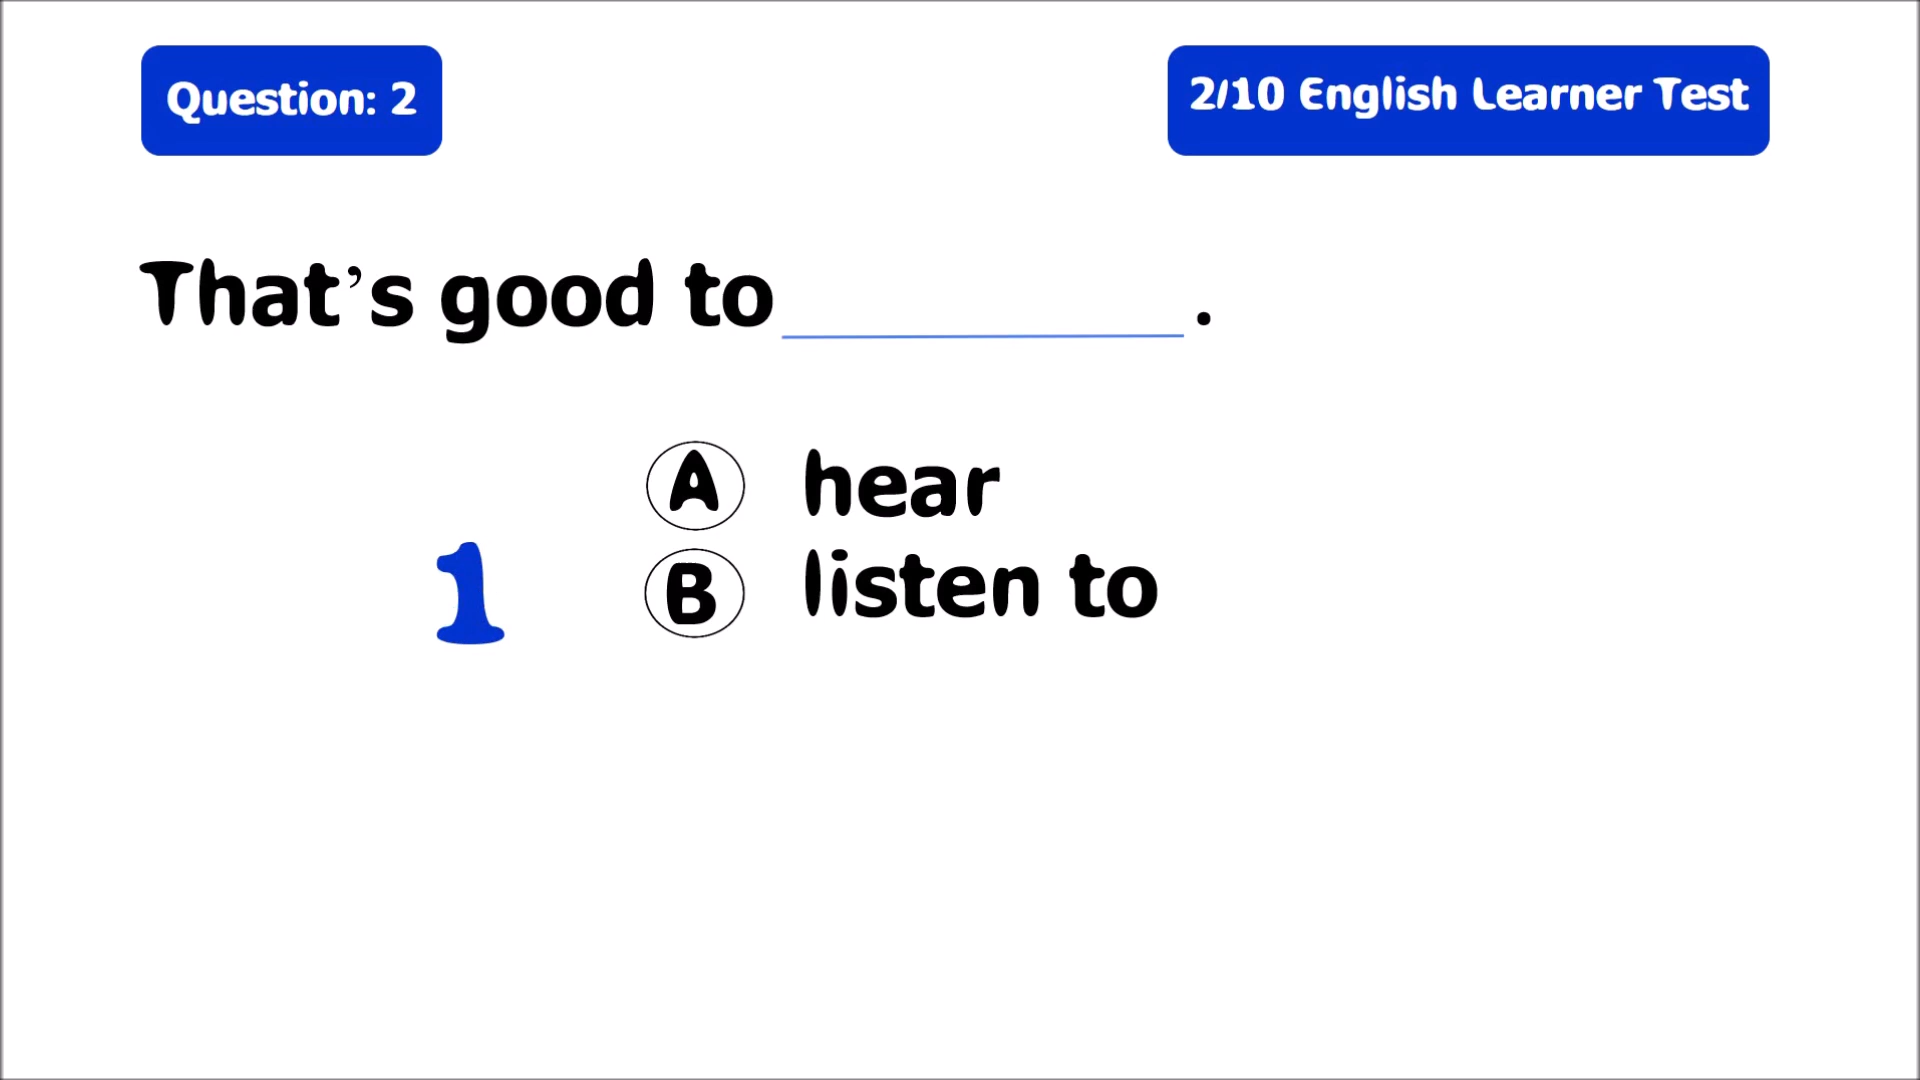 Question: 2
2/10 English Learner Test
That’s good to ________.
A hear
1
B listen to